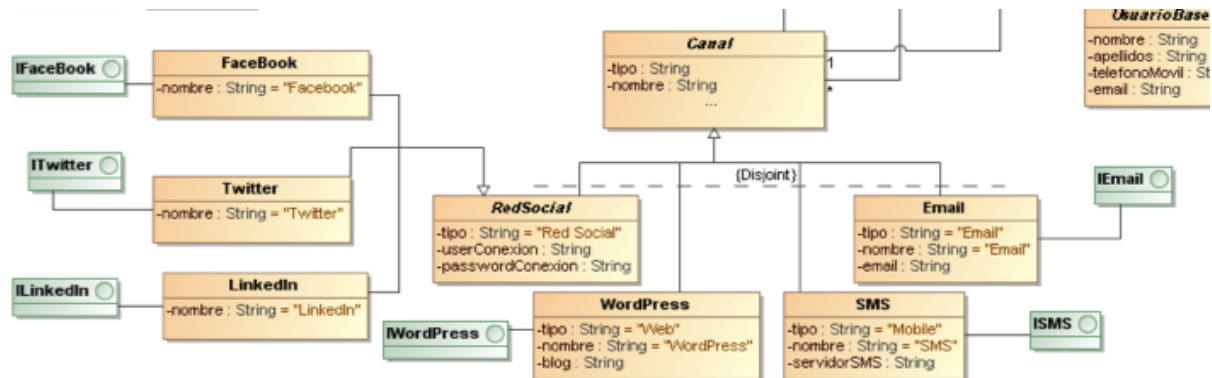 IFaceBook
FaceBook
-nombre : String = "Facebook"
ITwitter
Twitter
-nombre : String = "Twitter"
ILinkedIn
LinkedIn
-nombre : String = "LinkedIn"
Canal
-tipo : String
-nombre : String
...
1
*
UsuarioBase
-nombre : String
-apellidos : String
-telefonoMovil : St
-email : String
{Disjoint}
RedSocial
-tipo : String = "Red Social"
-userConexion : String
-passwordConexion : String
Email
-tipo : String = "Email"
-nombre : String = "Email"
-email : String
IEmail
IWordPress
WordPress
-tipo : String = "Web"
-nombre : String = "WordPress"
-blog : String
SMS
-tipo : String = "Mobile"
-nombre : String = "SMS"
-servidorSMS : String
ISMS